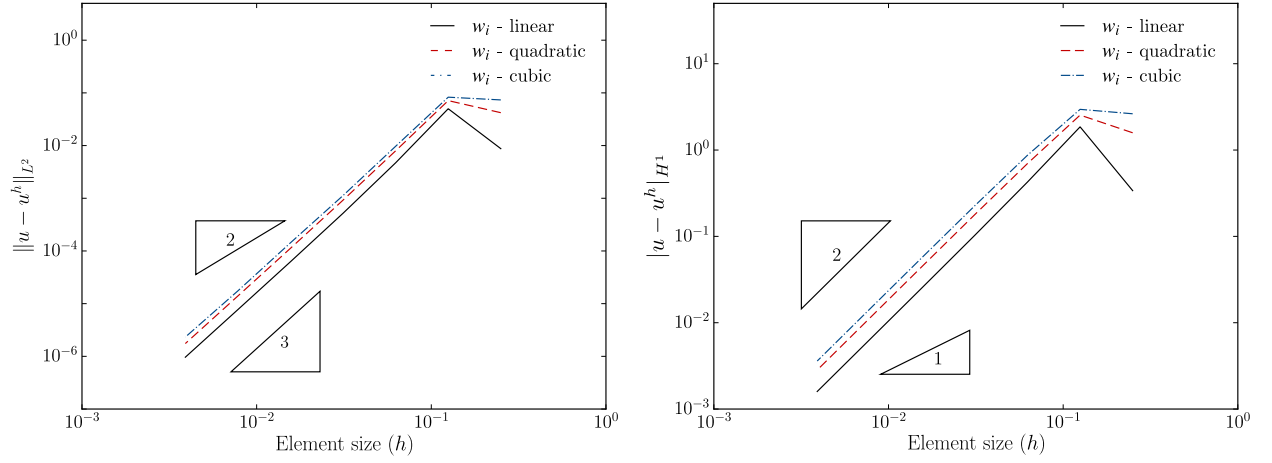 $w_i$ - linear
$w_i$ - quadratic
$w_i$ - cubic
$10^0$
$10^{-2}$
$10^{-4}$
$10^{-6}$
$\|u - u^h\|_{L^2}$
2
3
$10^{-3}$ $10^{-2}$ $10^{-1}$ $10^0$
Element size ($h$)
$w_i$ - linear
$w_i$ - quadratic
$w_i$ - cubic
$10^1$
$10^0$
$10^{-1}$
$10^{-2}$
$10^{-3}$
$|u - u^h|_{H^1}$
2
1
$10^{-3}$ $10^{-2}$ $10^{-1}$ $10^0$
Element size ($h$)